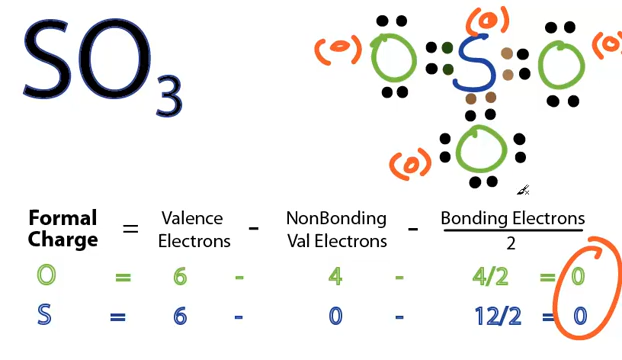 SO3
(0)
(0)
(0)
O
S
O
O
(0)
Formal Charge = Valence Electrons - NonBonding Val Electrons - Bonding Electrons / 2
O = 6 - 4 - 4/2 = 0
S = 6 - 0 - 12/2 = 0